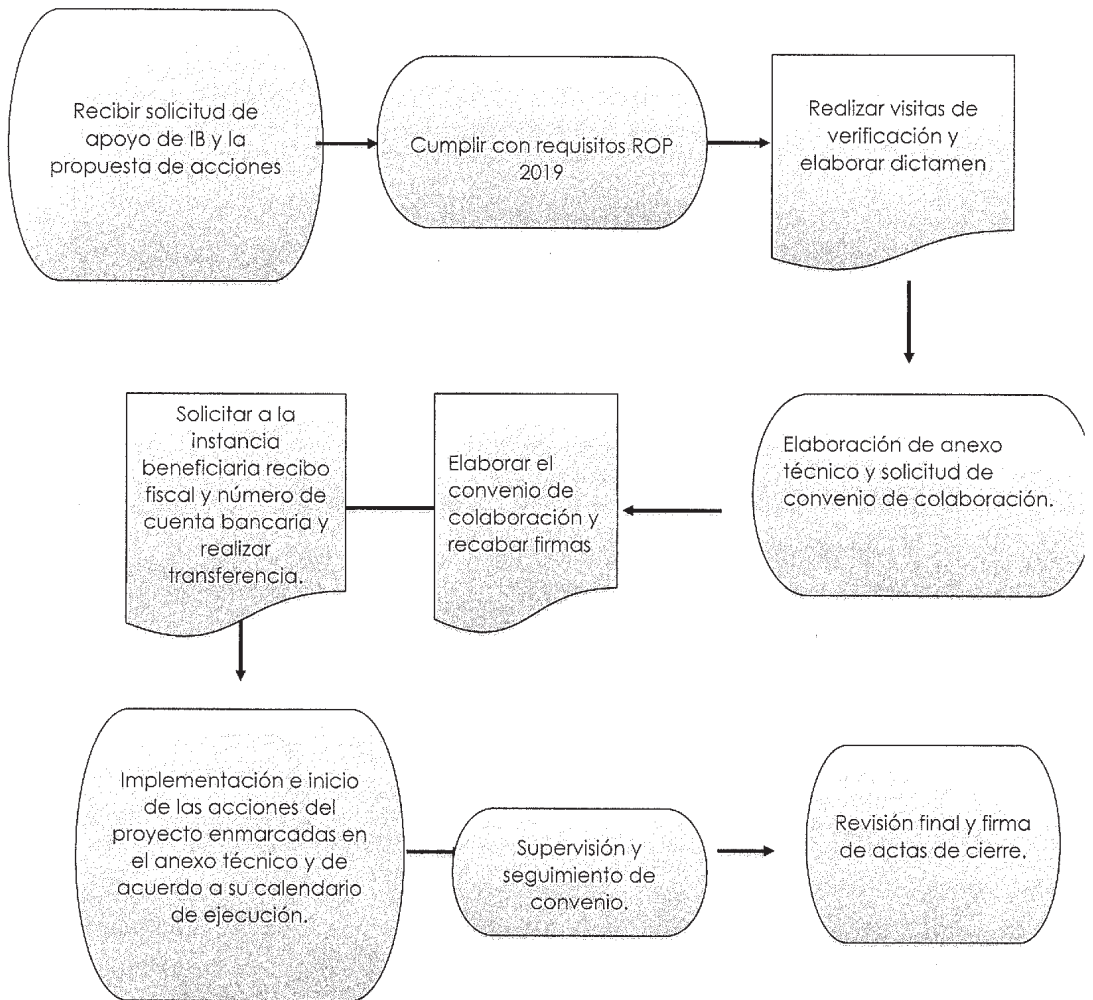 Recibir solicitud de
apoyo de IB y la
propuesta de acciones
Cumplir con requisitos ROP
2019
Realizar visitas de
verificación y
elaborar dictamen
Elaboración de anexo
técnico y solicitud de
convenio de colaboración.
Elaborar el
convenio de
colaboración y
recabar firmas
Solicitar a la
instancia
beneficiaria recibo
fiscal y número de
cuenta bancaria y
realizar
transferencia.
Implementación e inicio
de las acciones del
proyecto enmarcadas en
el anexo técnico y de
acuerdo a su calendario
de ejecución.
Supervisión y
seguimiento de
convenio.
Revisión final y firma
de actas de cierre.